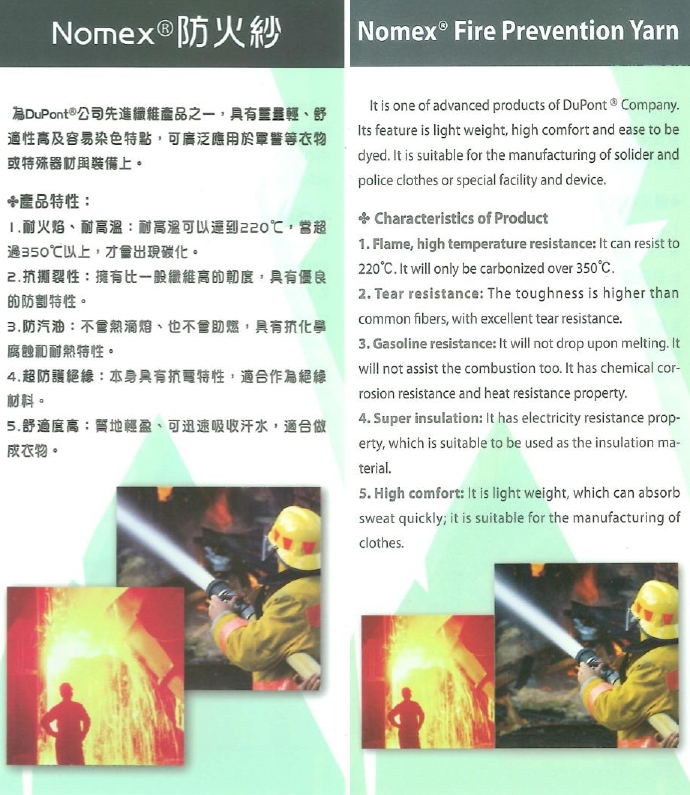 Nomex®防火紗
為DuPont®公司先進纖維產品之一，具有重量輕、舒
適性高及容易染色特點，可廣泛應用於軍警等衣物
或特殊器材與裝備上。
✤產品特性：
1.耐火焰、耐高溫：耐高溫可以達到220℃，當超
過350℃以上，才會出現碳化。
2.抗撕裂性：擁有比一般纖維高的韌度，具有優良
的防割特性。
3.防汽油：不會熱滴熔、也不會助燃，具有抗化學
腐蝕和耐熱特性。
4.超防護絕緣：本身具有抗電特性，適合作為絕緣
材料。
5.舒適度高：質地輕盈、可迅速吸收汗水，適合做
成衣物。
Nomex® Fire Prevention Yarn
It is one of advanced products of DuPont ® Company.
Its feature is light weight, high comfort and ease to be
dyed. It is suitable for the manufacturing of solider and
police clothes or special facility and device.
✤ Characteristics of Product
1. Flame, high temperature resistance: It can resist to
220℃. It will only be carbonized over 350℃.
2. Tear resistance: The toughness is higher than
common fibers, with excellent tear resistance.
3. Gasoline resistance: It will not drop upon melting. It
will not assist the combustion too. It has chemical cor-
rosion resistance and heat resistance property.
4. Super insulation: It has electricity resistance prop-
erty, which is suitable to be used as the insulation ma-
terial.
5. High comfort: It is light weight, which can absorb
sweat quickly; it is suitable for the manufacturing of
clothes.